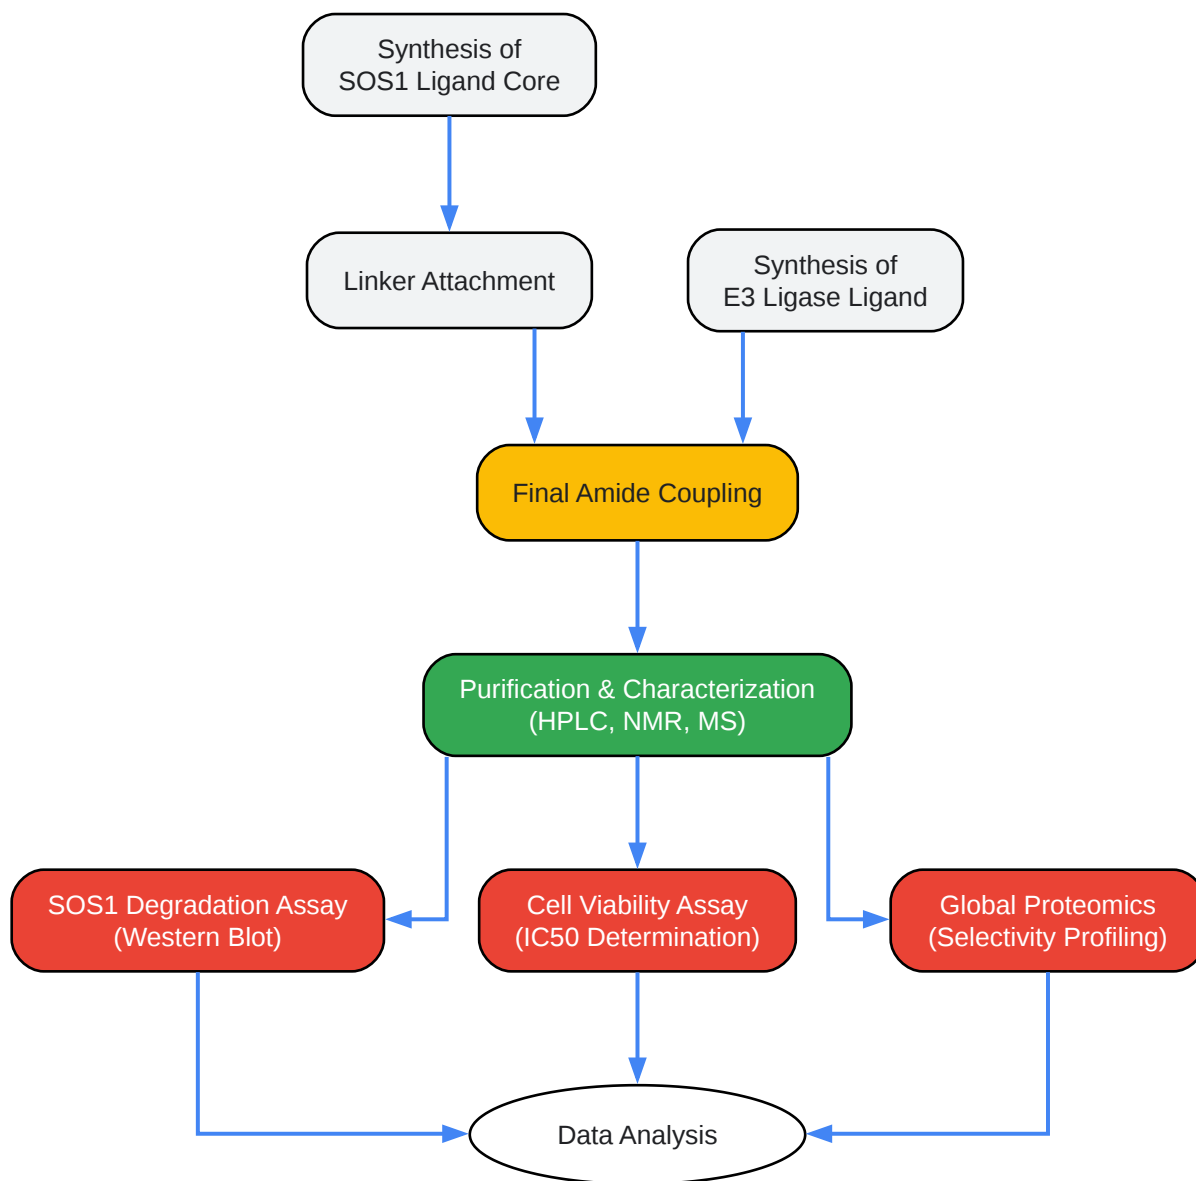 Synthesis of
SOS1 Ligand Core
Linker Attachment
Synthesis of
E3 Ligase Ligand
Final Amide Coupling
Purification & Characterization
(HPLC, NMR, MS)
SOS1 Degradation Assay
(Western Blot)
Cell Viability Assay
(IC50 Determination)
Global Proteomics
(Selectivity Profiling)
Data Analysis